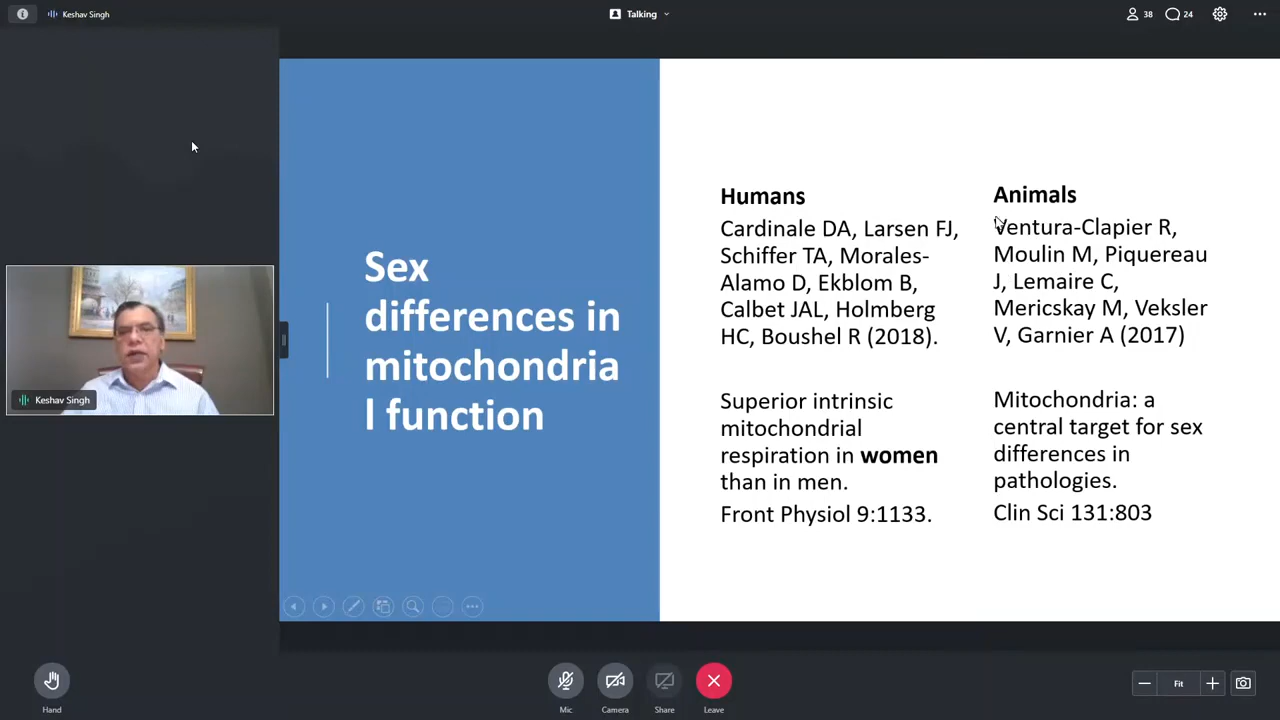 Keshav Singh
Talking
38
24
Sex
differences in
mitochondria
l function
Humans
Cardinale DA, Larsen FJ,
Schiffer TA, Morales-
Alamo D, Ekblom B,
Calbet JAL, Holmberg
HC, Boushel R (2018).
Superior intrinsic
mitochondrial
respiration in women
than in men.
Front Physiol 9:1133.
Animals
Ventura-Clapier R,
Moulin M, Piquereau
J, Lemaire C,
Mericskay M, Veksler
V, Garnier A (2017)
Mitochondria: a
central target for sex
differences in
pathologies.
Clin Sci 131:803
Keshav Singh
Hand
Mic
Camera
Share
Leave
Fit